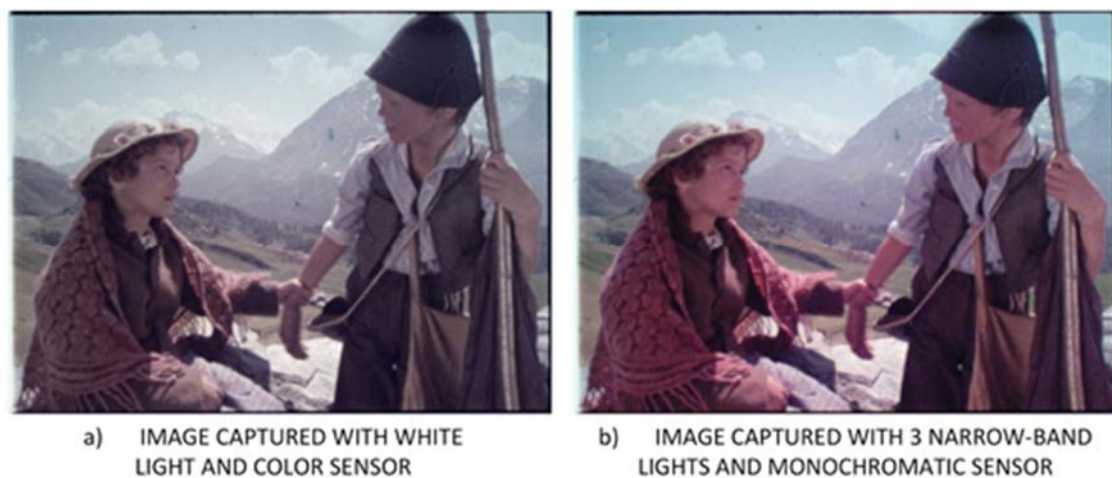 a) IMAGE CAPTURED WITH WHITE
LIGHT AND COLOR SENSOR
b) IMAGE CAPTURED WITH 3 NARROW-BAND
LIGHTS AND MONOCHROMATIC SENSOR